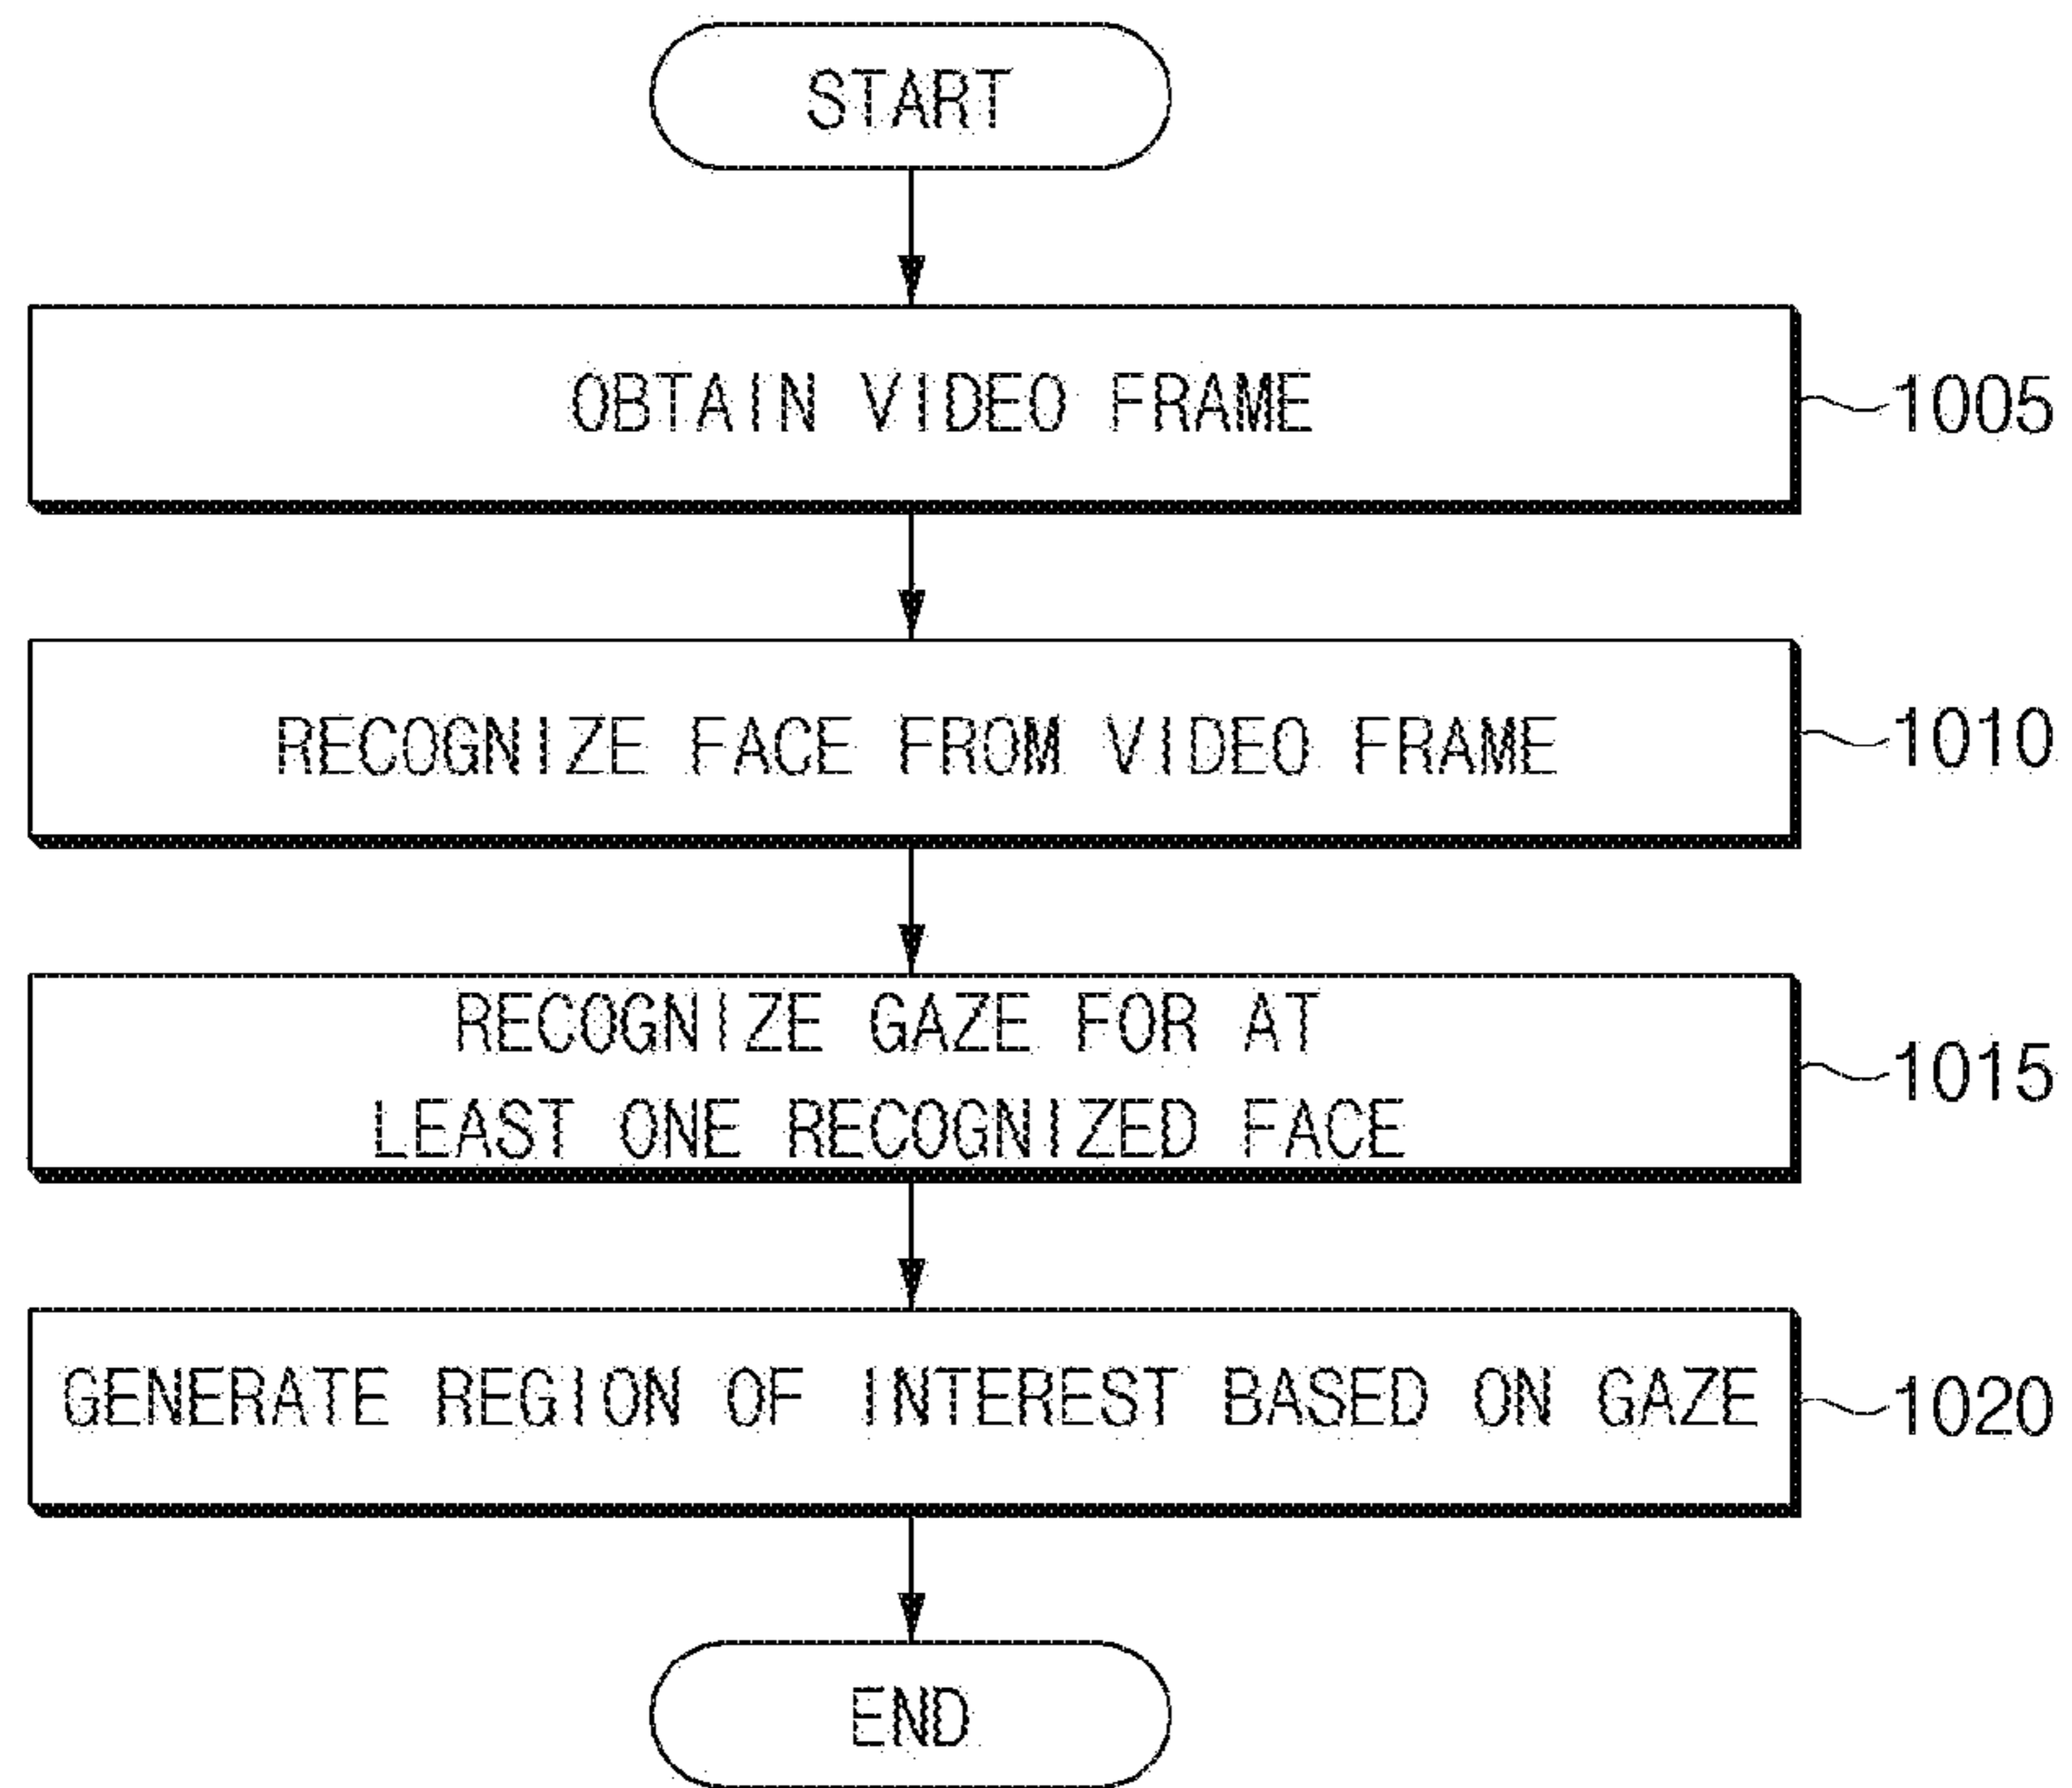 START
OBTAIN VIDEO FRAME
1005
RECOGNIZE FACE FROM VIDEO FRAME
1010
RECOGNIZE GAZE FOR AT
LEAST ONE RECOGNIZED FACE
1015
GENERATE REGION OF INTEREST BASED ON GAZE
1020
END